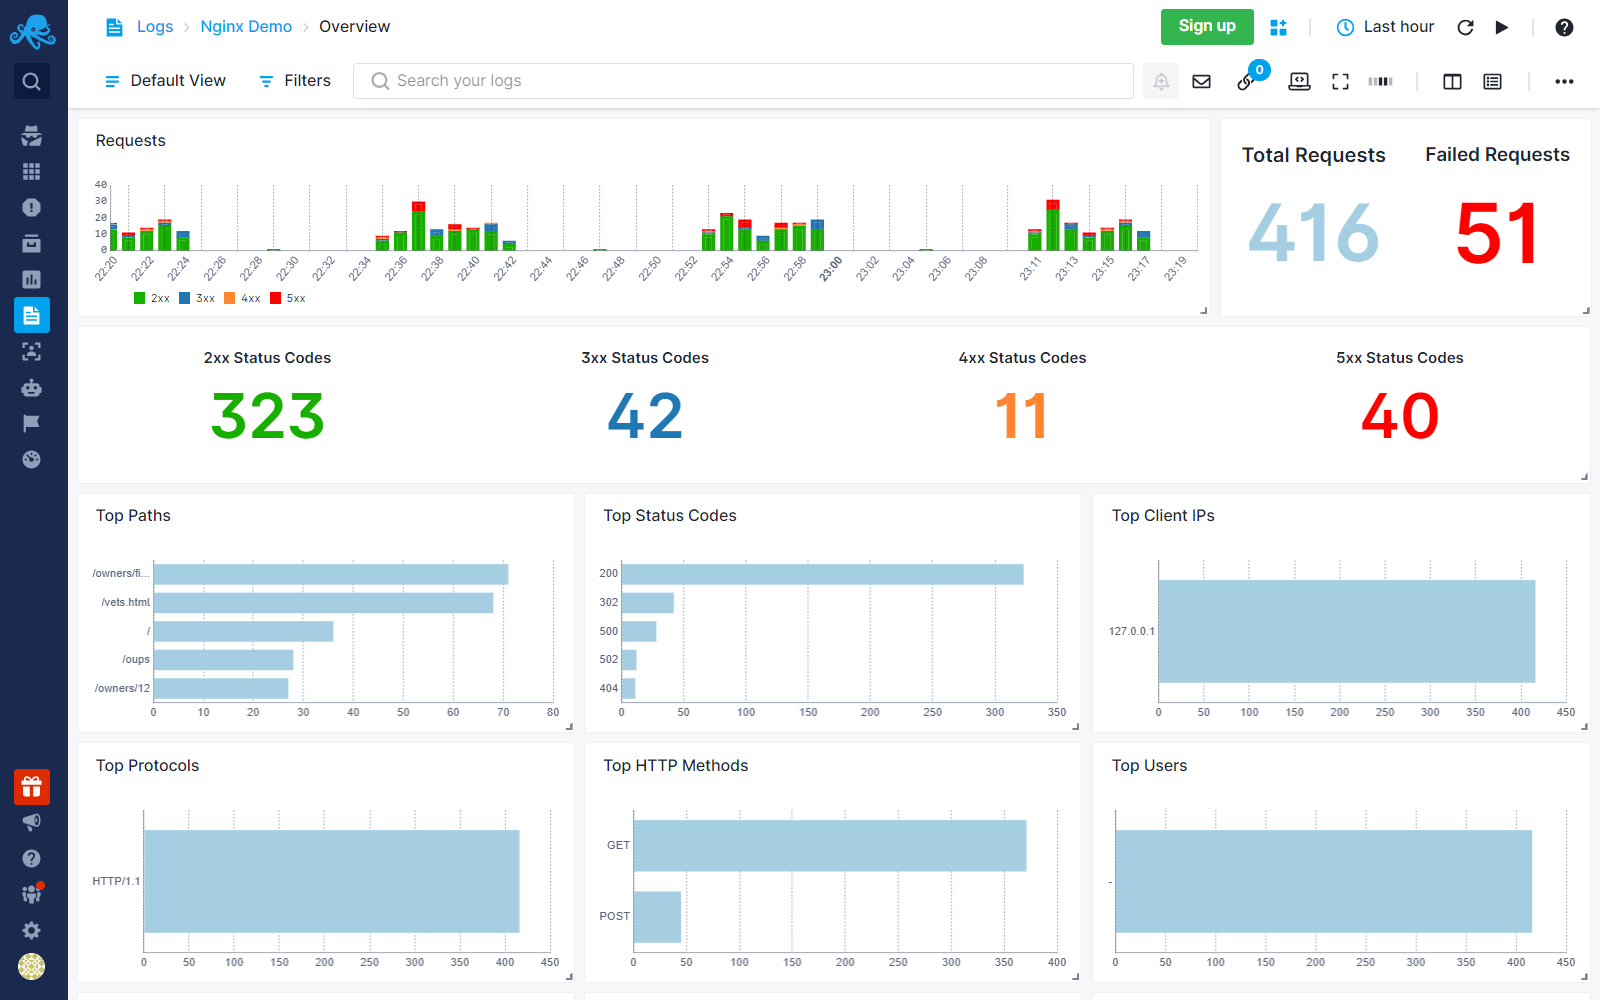 Logs > Nginx Demo > Overview
Sign up
Last hour
Default View
Filters
Search your logs
0
Requests
40
30
20
10
0
22:20 22:22 22:24 22:26 22:28 22:30 22:32 22:34 22:36 22:38 22:40 22:42 22:44 22:46 22:48 22:50 22:52 22:54 22:56 22:58 23:00 23:02 23:04 23:06 23:08 23:11 23:13 23:15 23:17 23:19
2xx 3xx 4xx 5xx
Total Requests
416
Failed Requests
51
2xx Status Codes
323
3xx Status Codes
42
4xx Status Codes
11
5xx Status Codes
40
Top Paths
/owners/fi...
/vets.html
/
/oups
/owners/12
0 10 20 30 40 50 60 70 80
Top Status Codes
200
302
500
502
404
0 50 100 150 200 250 300 350
Top Client IPs
127.0.0.1
0 50 100 150 200 250 300 350 400 450
Top Protocols
HTTP/1.1
0 50 100 150 200 250 300 350 400 450
Top HTTP Methods
GET
POST
0 50 100 150 200 250 300 350 400
Top Users
-
0 50 100 150 200 250 300 350 400 450